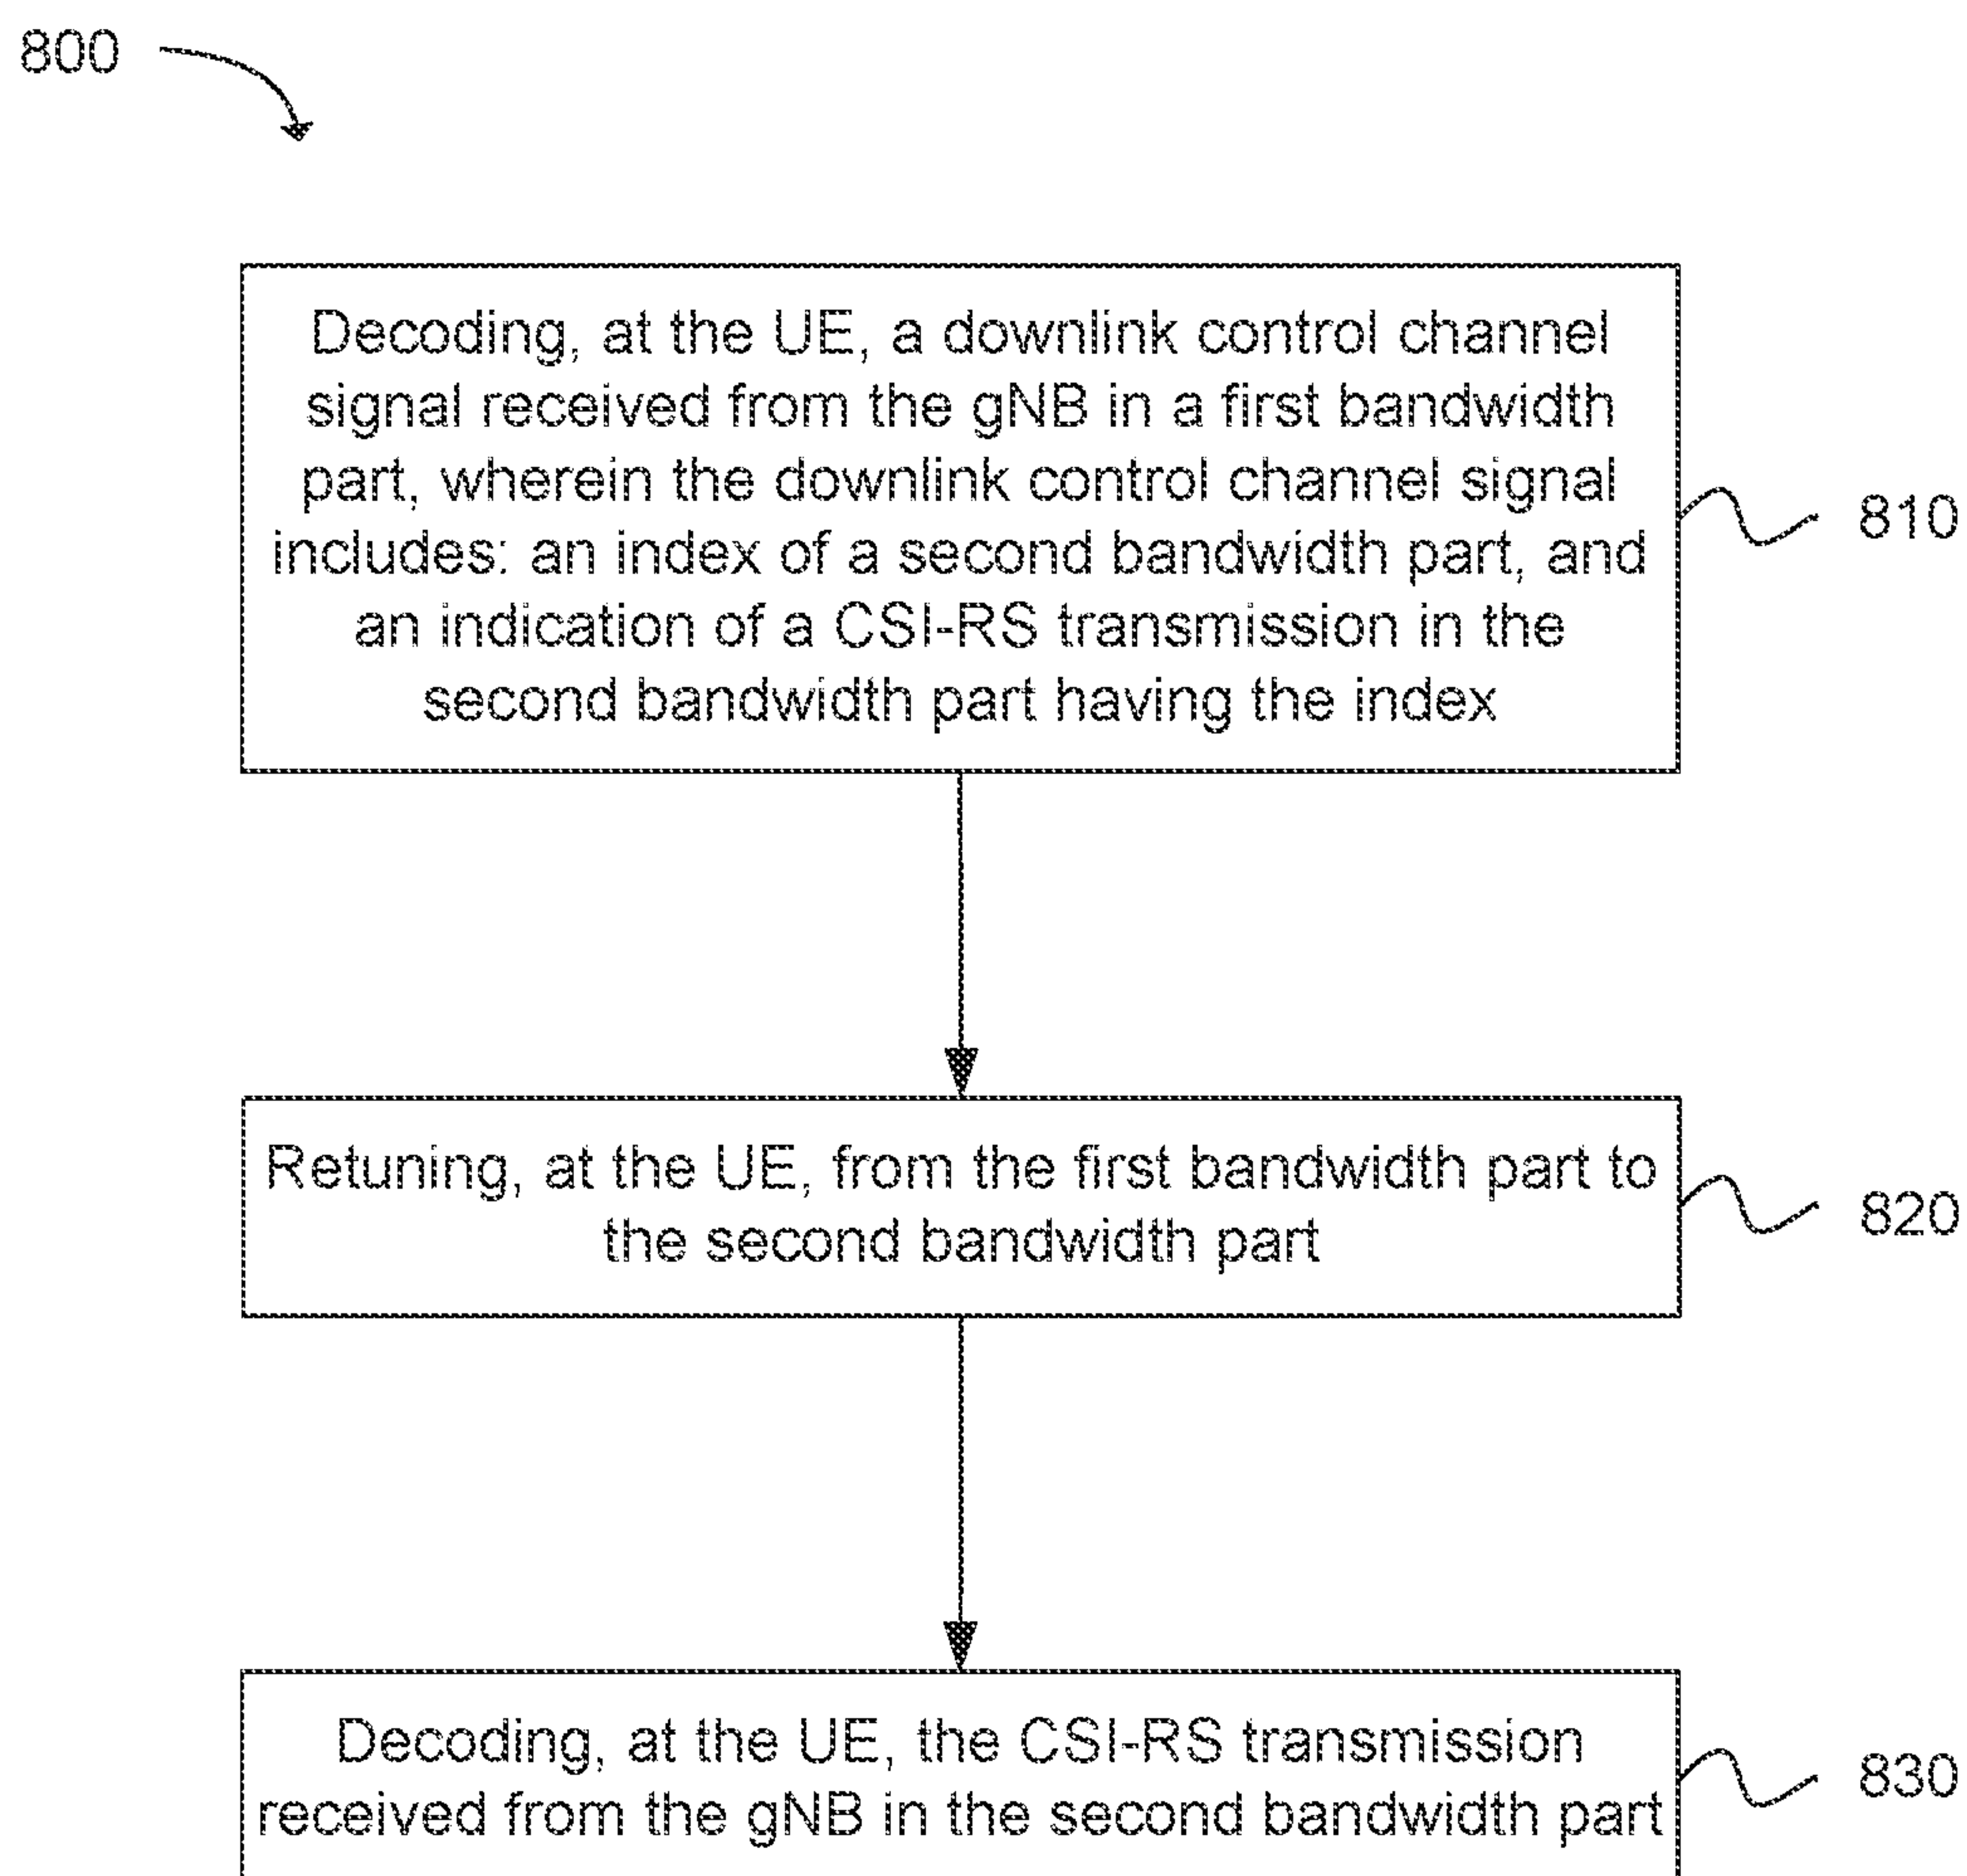 800
Decoding, at the UE, a downlink control channel
signal received from the gNB in a first bandwidth
part, wherein the downlink control channel signal
includes: an index of a second bandwidth part, and
an indication of a CSI-RS transmission in the
second bandwidth part having the index
810
Retuning, at the UE, from the first bandwidth part to
the second bandwidth part
820
Decoding, at the UE, the CSI-RS transmission
received from the gNB in the second bandwidth part
830